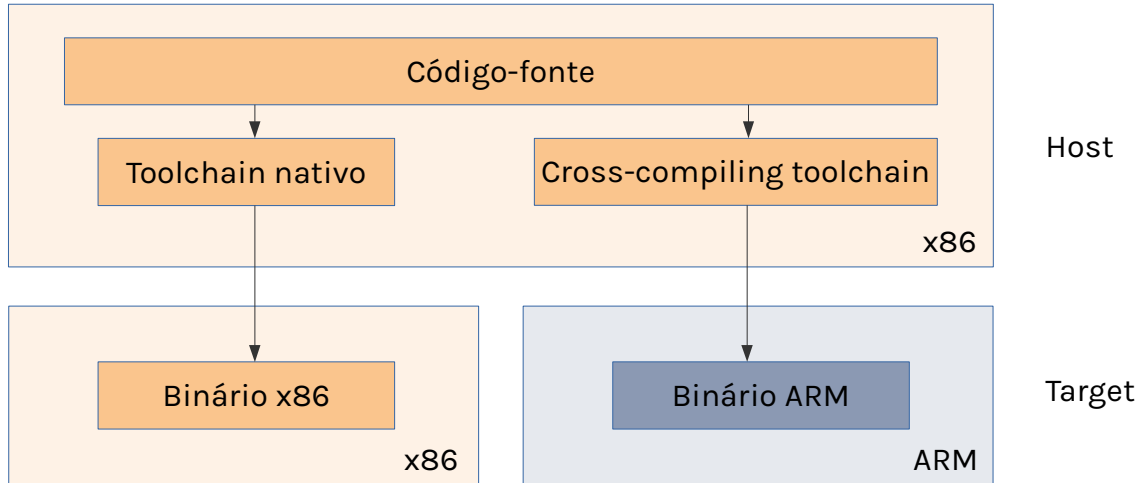 Código-fonte
Toolchain nativo
Cross-compiling toolchain
Host
x86
Binário x86
Binário ARM
Target
x86
ARM